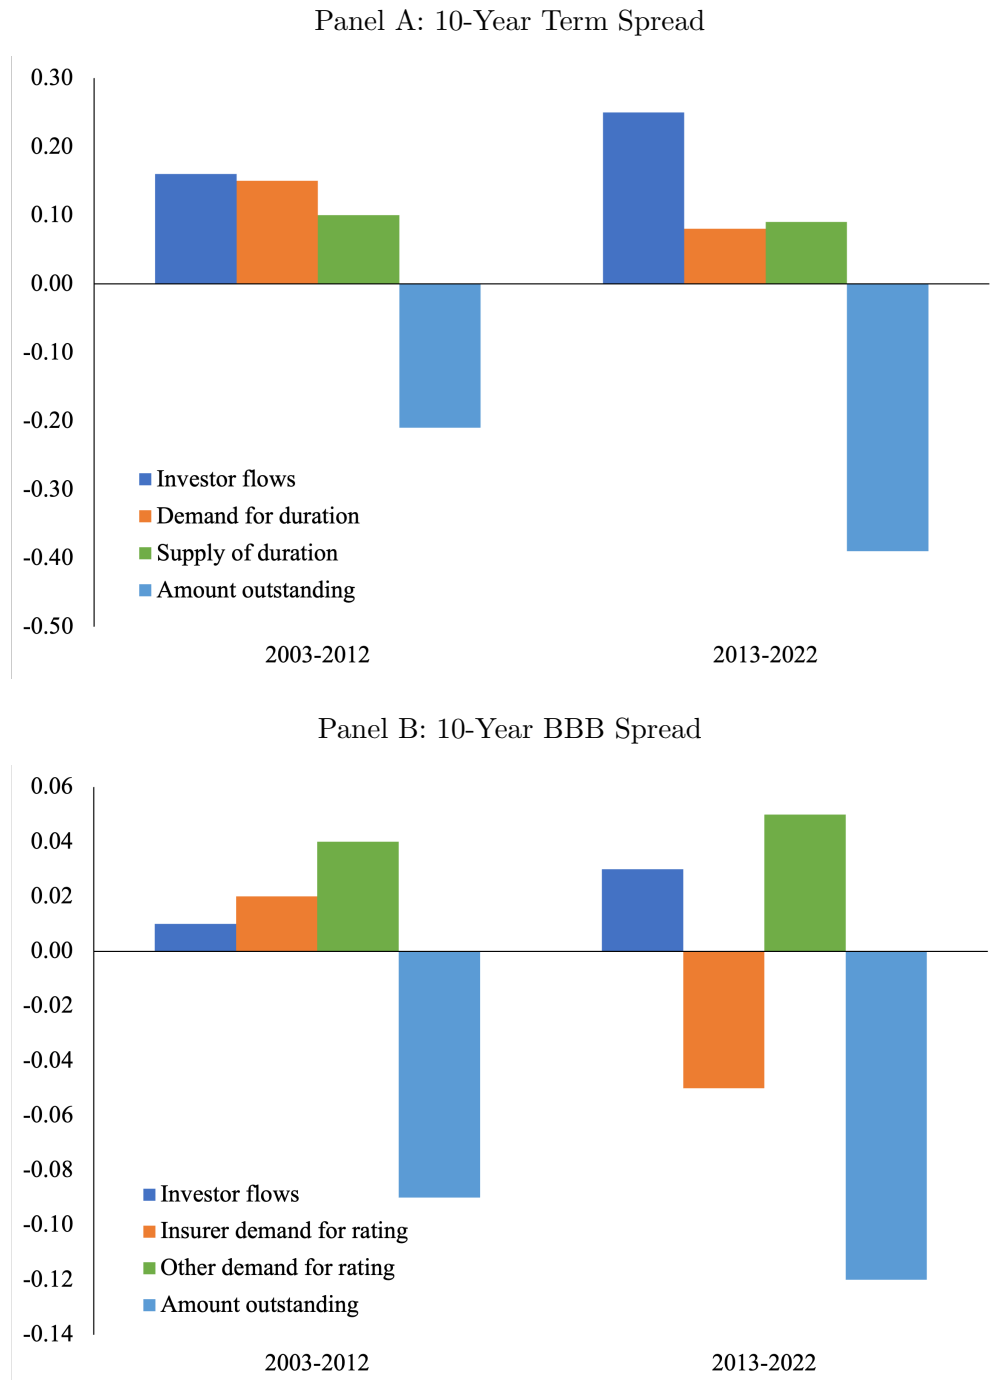 Panel A: 10-Year Term Spread
0.30
0.20
0.10
0.00
-0.10
-0.20
-0.30
-0.40
-0.50
Investor flows
Demand for duration
Supply of duration
Amount outstanding
2003-2012 2013-2022
Panel B: 10-Year BBB Spread
0.06
0.04
0.02
0.00
-0.02
-0.04
-0.06
-0.08
-0.10
-0.12
-0.14
Investor flows
Insurer demand for rating
Other demand for rating
Amount outstanding
2003-2012 2013-2022